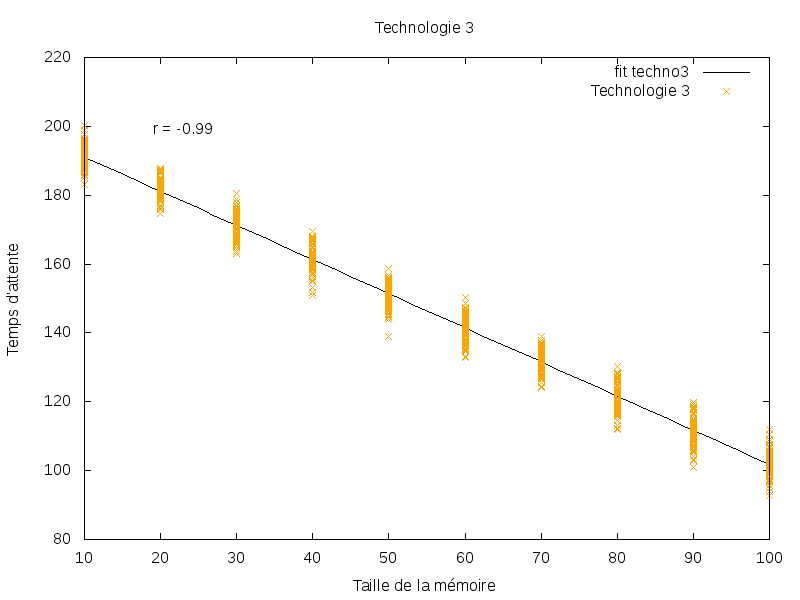 Technologie 3
220
fit techno3
Technologie 3
200
r = -0.99
180
160
Temps d'attente
140
120
100
80
10 20 30 40 50 60 70 80 90 100
Taille de la mémoire